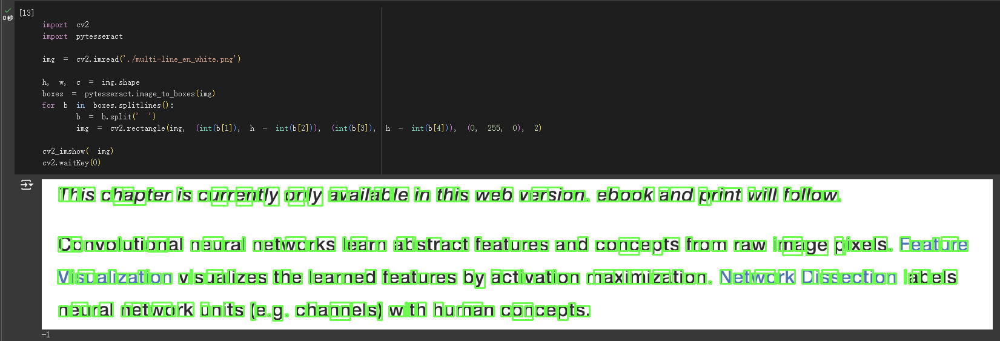 [13]
0秒
import cv2
import pytesseract
img = cv2.imread('./multi-line_en_white.png')
h, w, c = img.shape
boxes = pytesseract.image_to_boxes(img)
for b in boxes.splitlines():
b = b.split(' ')
img = cv2.rectangle(img, (int(b[1]), h - int(b[2])), (int(b[3]), h - int(b[4])), (0, 255, 0), 2)
cv2_imshow( img)
cv2.waitKey(0)
This chapter is currently only available in this web version. ebook and print will follow.
Convolutional neural networks learn abstract features and concepts from raw image pixels. Feature
Visualization visualizes the learned features by activation maximization. Network Dissection labels
neural network units (e.g. channels) with human concepts.
-1